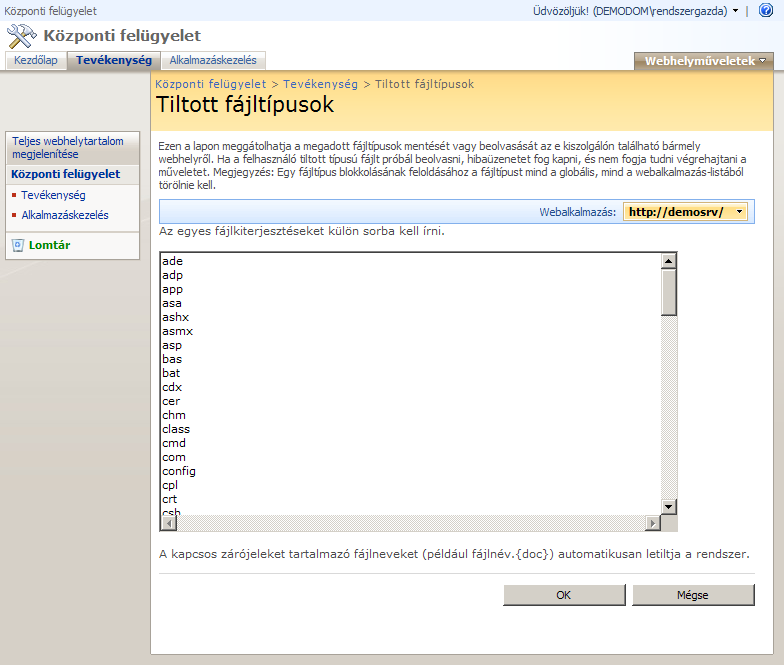 Központi felügyelet
Üdvözöljük! (DEMODOM\rendszergazda)
Központi felügyelet
Kezdőlap
Tevékenység
Alkalmazáskezelés
Webhelyműveletek
Központi felügyelet > Tevékenység > Tiltott fájltípusok
Tiltott fájltípusok
Teljes webhelytartalom
megjelenítése
Központi felügyelet
Tevékenység
Alkalmazáskezelés
Lomtár
Ezen a lapon meggátolhatja a megadott fájltípusok mentését vagy beolvasását az e kiszolgálón található bármely
webhelyről. Ha a felhasználó tiltott típusú fájlt próbál beolvasni, hibaüzenetet fog kapni, és nem fogja tudni végrehajtani a
műveletet. Megjegyzés: Egy fájltípus blokkolásának feloldásához a fájltípust mind a globális, mind a webalkalmazás-listából
törölnie kell.
Webalkalmazás: http://demosrv/
Az egyes fájlkiterjesztéseket külön sorba kell írni.
ade
adp
app
asa
ashx
asmx
asp
bas
bat
cdx
cer
chm
class
cmd
com
config
cpl
crt
csh
A kapcsos zárójeleket tartalmazó fájlneveket (például fájlnév.{doc}) automatikusan letiltja a rendszer.
OK
Mégse